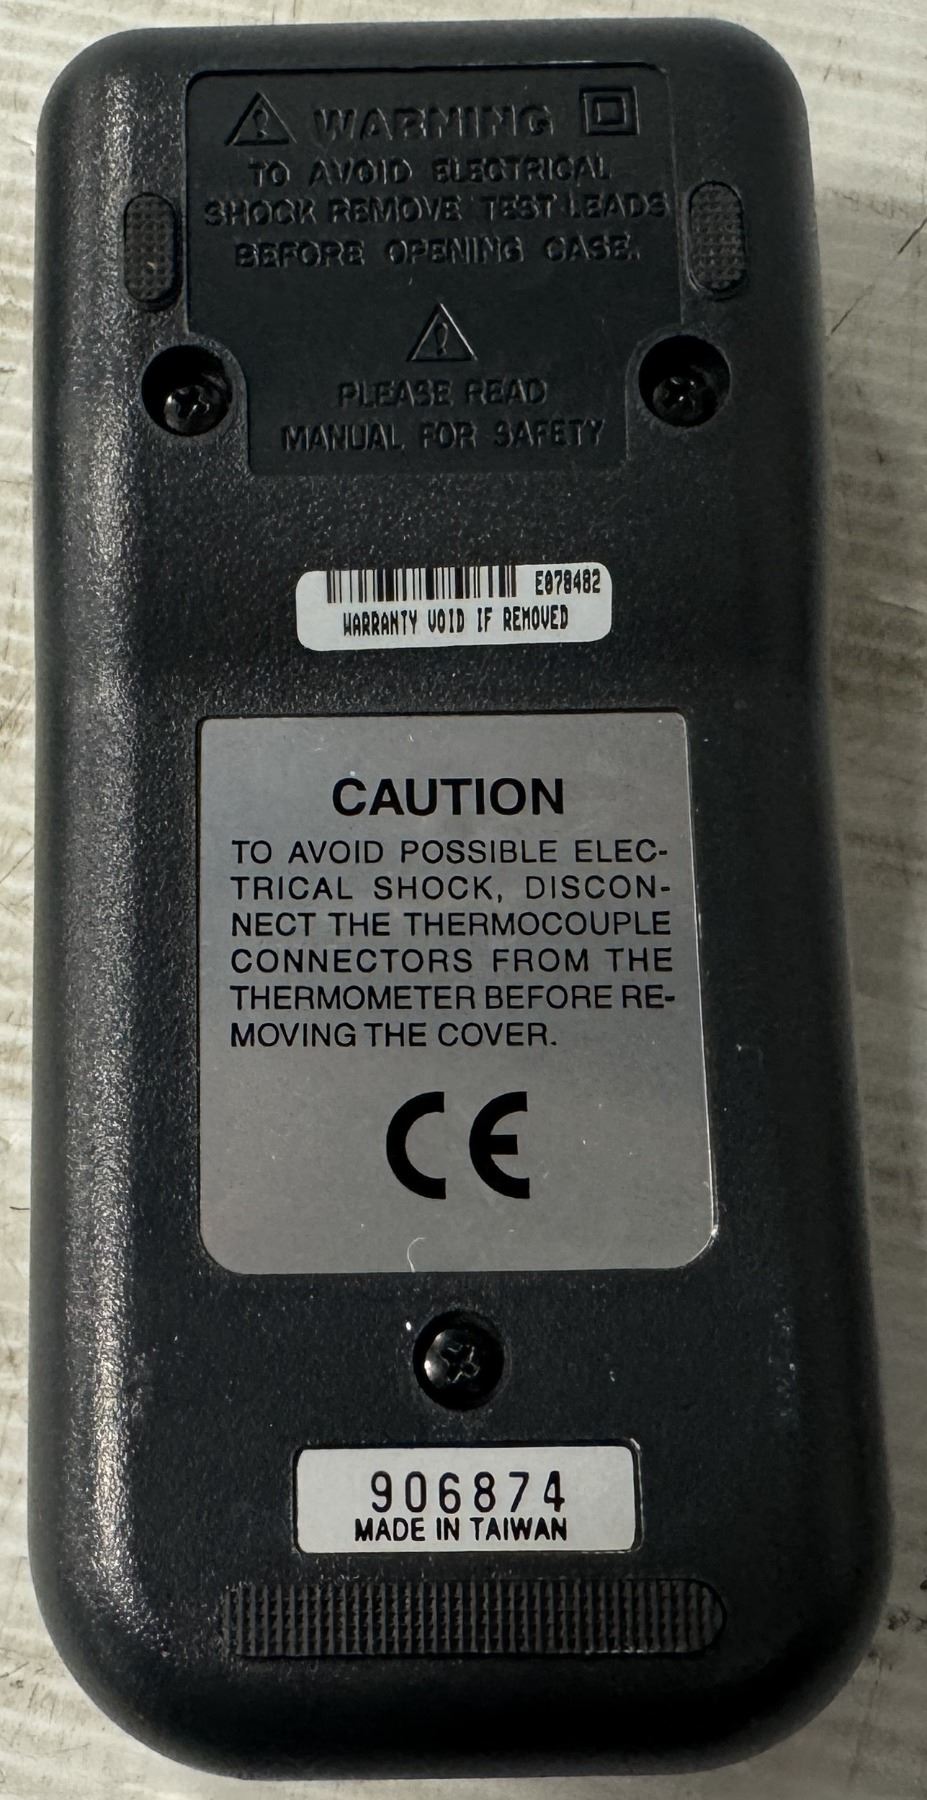 WARNING
TO AVOID ELECTRICAL
SHOCK REMOVE TEST LEADS
BEFORE OPENING CASE.
PLEASE READ
MANUAL FOR SAFETY
E078482
WARRANTY VOID IF REMOVED
CAUTION
TO AVOID POSSIBLE ELEC-
TRICAL SHOCK, DISCON-
NECT THE THERMOCOUPLE
CONNECTORS FROM THE
THERMOMETER BEFORE RE-
MOVING THE COVER.
CE
906874
MADE IN TAIWAN